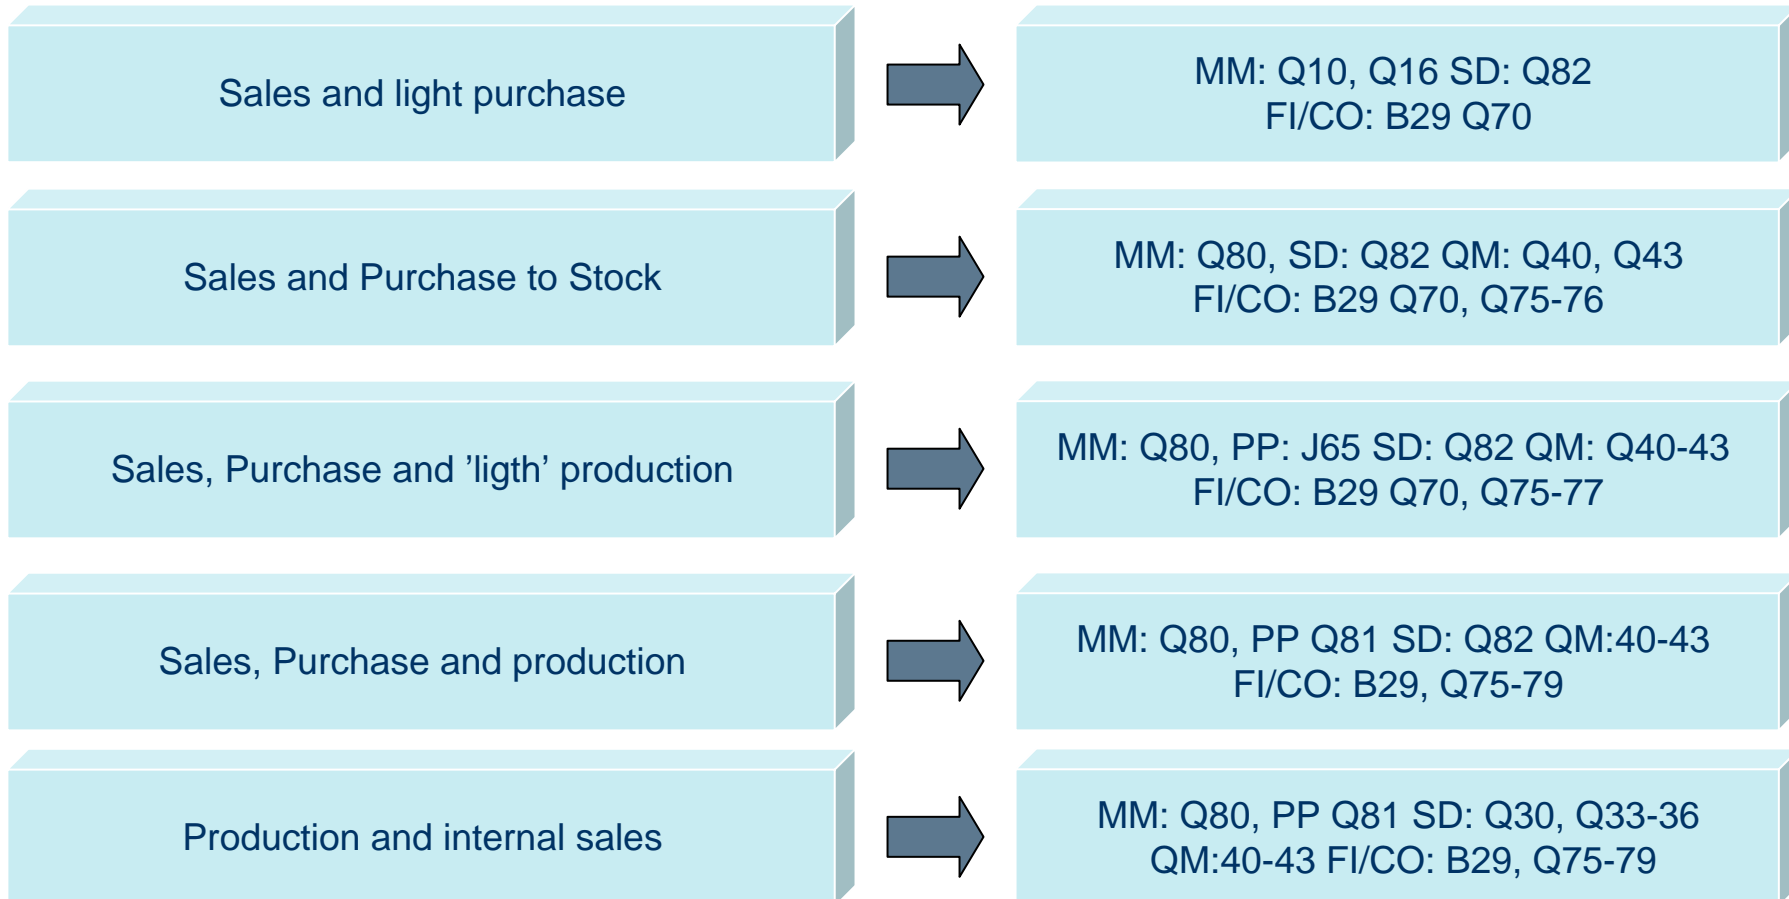 Sales and light purchase
MM: Q10, Q16 SD: Q82
FI/CO: B29 Q70
Sales and Purchase to Stock
MM: Q80, SD: Q82 QM: Q40, Q43
FI/CO: B29 Q70, Q75-76
Sales, Purchase and ’ligth’ production
MM: Q80, PP: J65 SD: Q82 QM: Q40-43
FI/CO: B29 Q70, Q75-77
Sales, Purchase and production
MM: Q80, PP Q81 SD: Q82 QM:40-43
FI/CO: B29, Q75-79
Production and internal sales
MM: Q80, PP Q81 SD: Q30, Q33-36
QM:40-43 FI/CO: B29, Q75-79